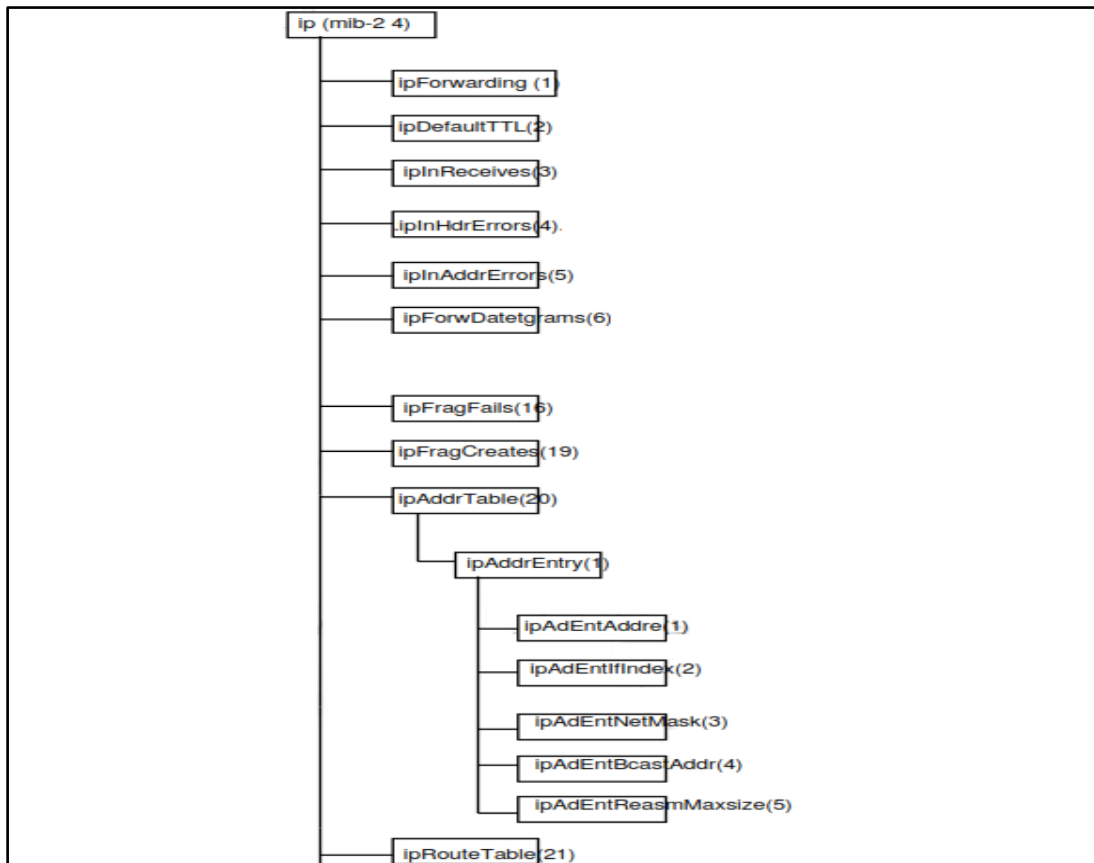 ip (mib-2 4)
ipForwarding (1)
ipDefaultTTL(2)
ipInReceives(3)
.ipInHdrErrors(4).
ipInAddrErrors(5)
ipForwDatetgrams(6)
ipFragFails(16)
ipFragCreates(19)
ipAddrTable(20)
ipAddrEntry(1)
ipAdEntAddre(1)
ipAdEntIfIndex(2)
ipAdEntNetMask(3)
ipAdEntBcastAddr(4)
ipAdEntReasmMaxsize(5)
ipRouteTable(21)